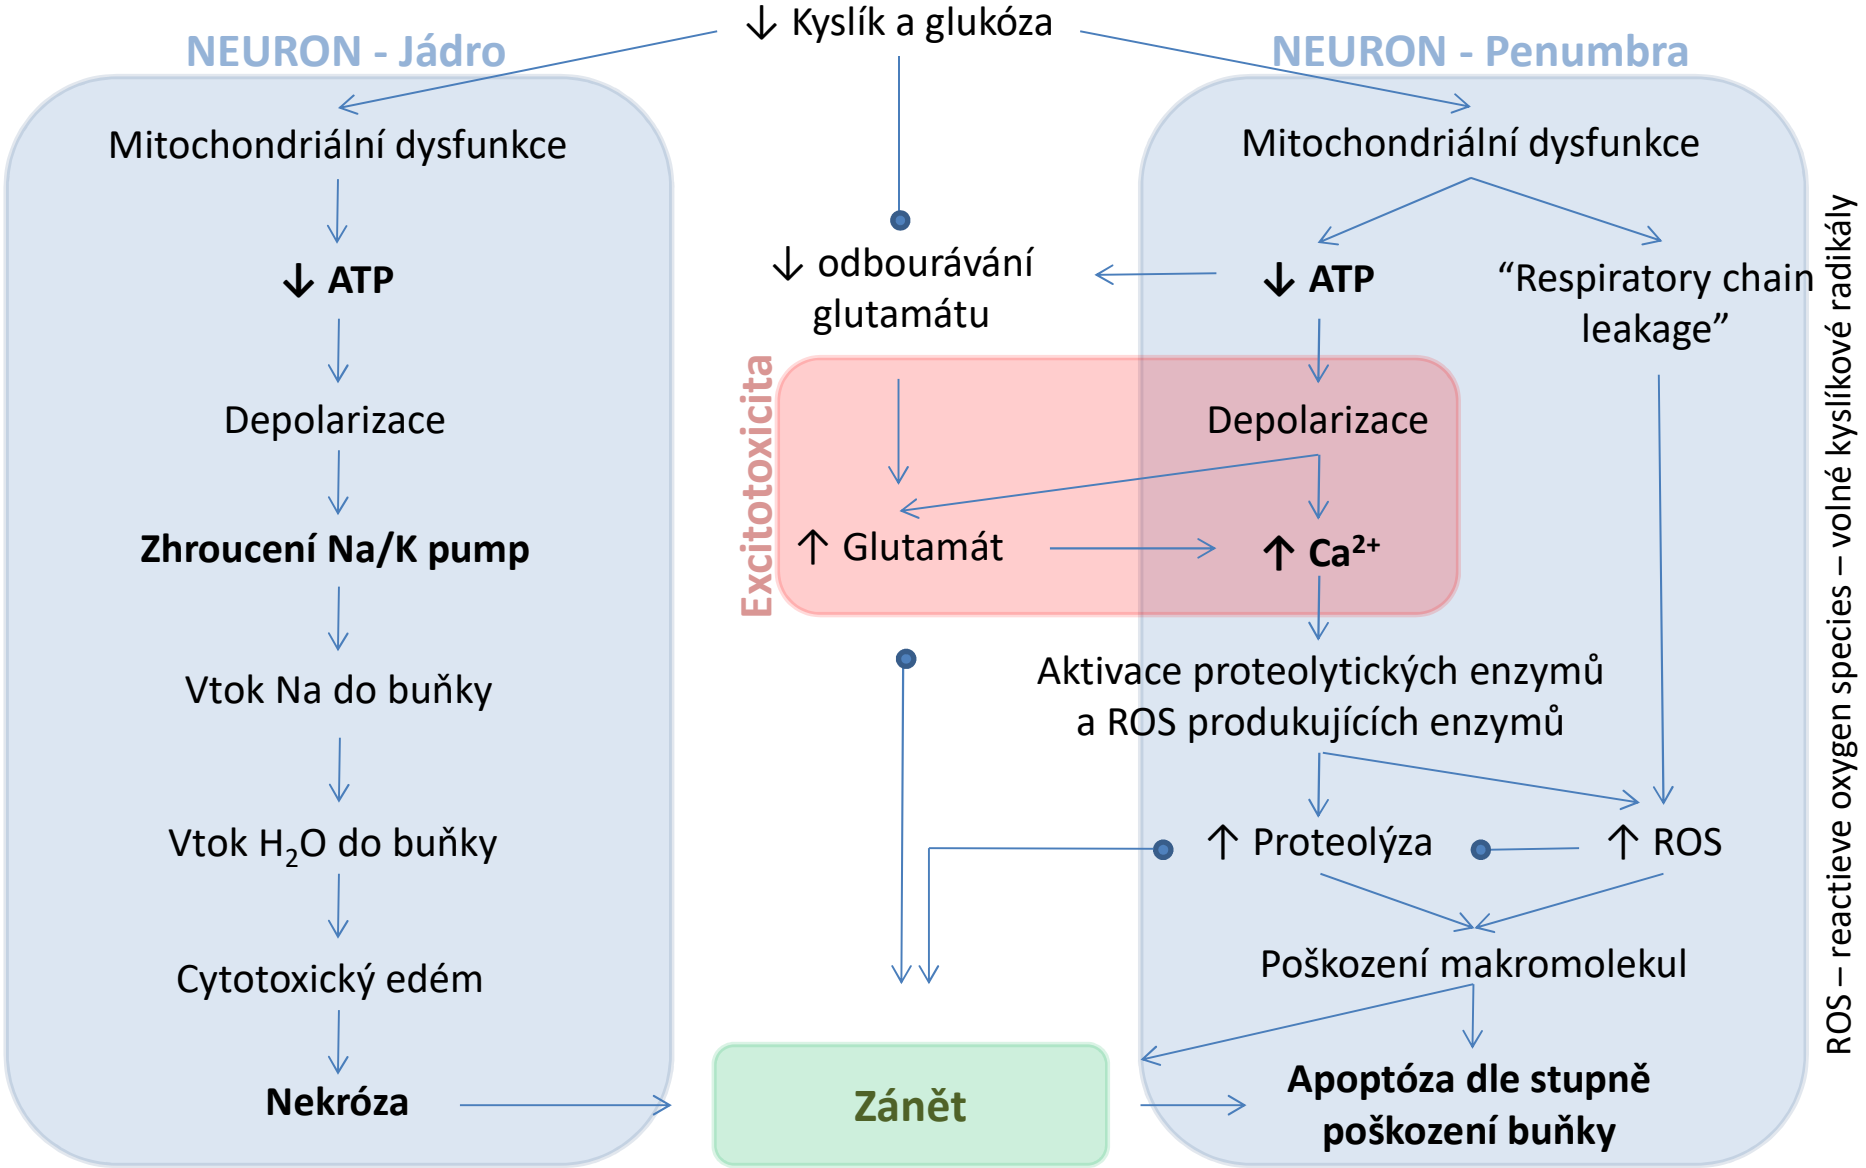 ↓ Kyslík a glukóza
NEURON - Jádro
Mitochondriální dysfunkce
↓ ATP
Depolarizace
Zhroucení Na/K pump
Vtok Na do buňky
Vtok H₂O do buňky
Cytotoxický edém
Nekróza
↓ odbourávání
glutamátu
Excitotoxicita
↑ Glutamát
Zánět
NEURON - Penumbra
Mitochondriální dysfunkce
↓ ATP
“Respiratory chain
leakage”
Depolarizace
↑ Ca²⁺
Aktivace proteolytických enzymů
a ROS produkujících enzymů
↑ Proteolýza
↑ ROS
Poškození makromolekul
Apoptóza dle stupně
poškození buňky
ROS – reactieve oxygen species – volné kyslíkové radikály